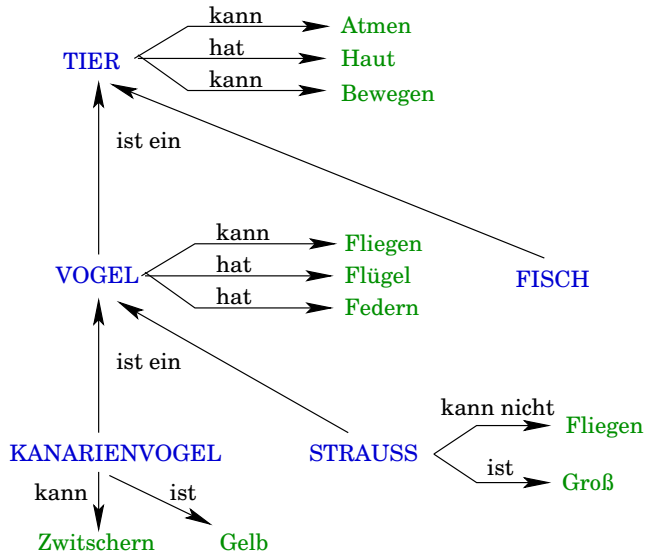 kann
Atmen
TIER
hat
Haut
kann
Bewegen
ist ein
kann
Fliegen
VOGEL
hat
Flügel
FISCH
hat
Federn
ist ein
kann nicht
Fliegen
KANARIENVOGEL
STRAUSS
ist
Groß
kann
ist
Zwitschern
Gelb